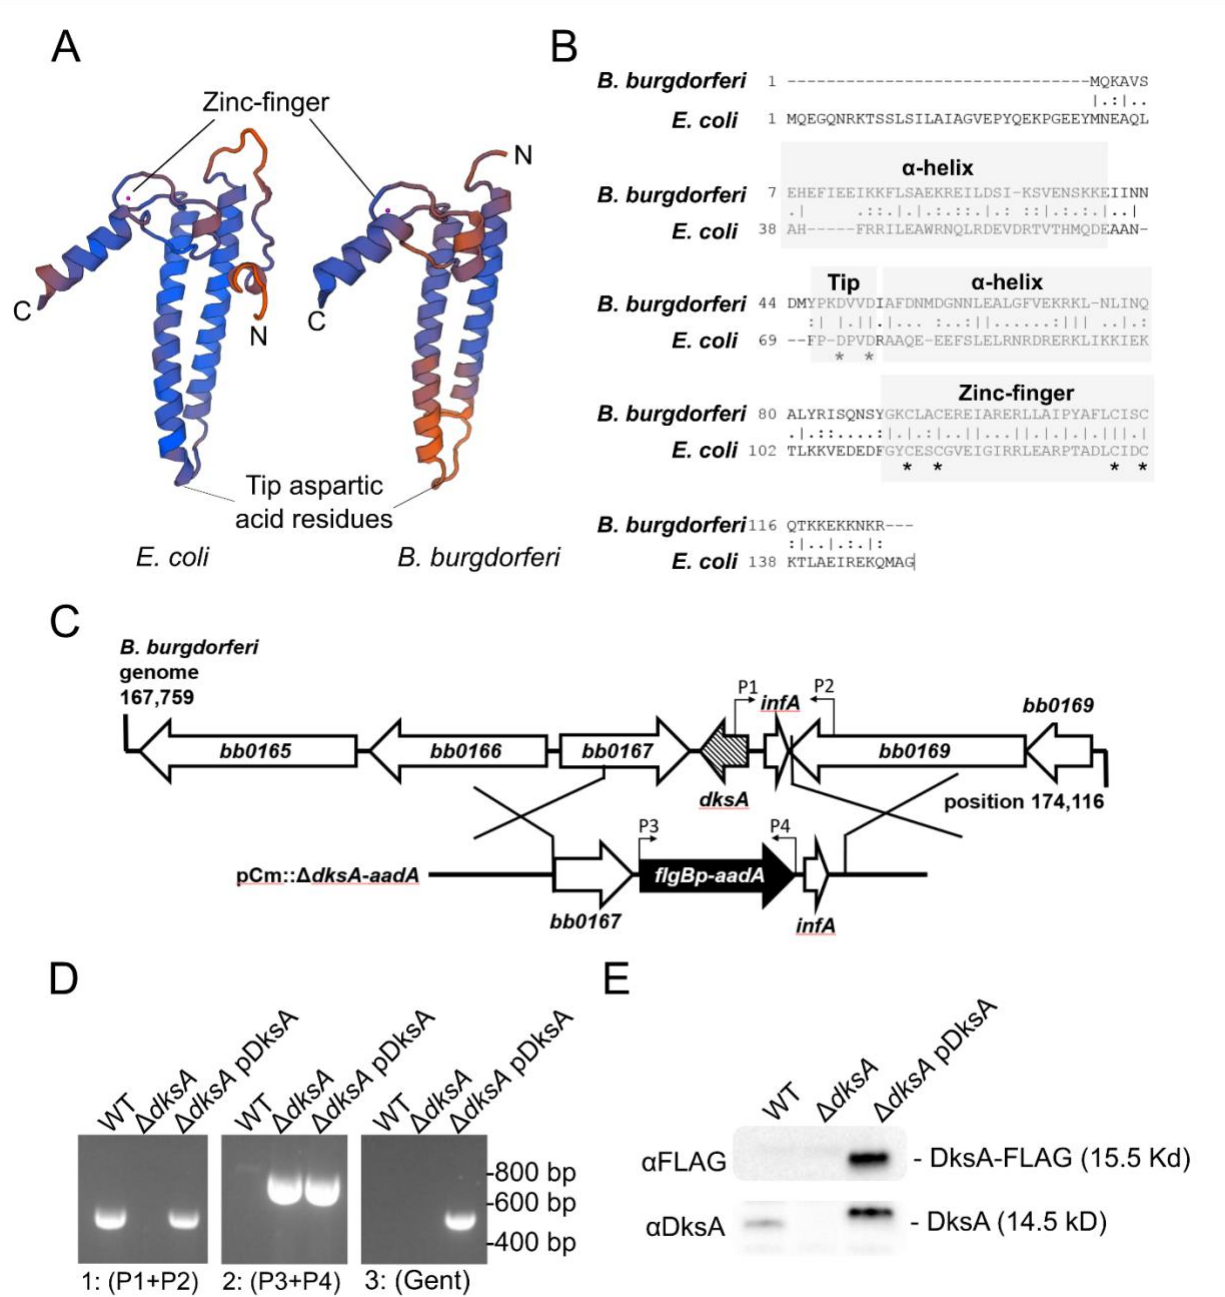 A
Zinc-finger
N
C
N
C
Tip aspartic
acid residues
E. coli
B. burgdorferi
B
B. burgdorferi 1 --------------------------------MQKAVS
|.:|..
E. coli 1 MQEGQNRKTSSLSILAIAGVEPYQEKPGEEYMNEAQL
α-helix
B. burgdorferi 7 EHEFIEEIKKFLSAEKREILDSI-KSVENSKKEIINN
.| .::.|.:.::.:|.: :|:|.:.:|..|
E. coli 38 AH-----FRRILEAWRNQLRDEVDRTVTHMQDEAAN-
Tip α-helix
B. burgdorferi 44 DMYPKDVVDIAFDNMDGNNLEALGFVEKRKL-NLINQ
:| |.||.|... ..:||......:||| ..|.:
E. coli 69 --FP-DPVDRAAQE-EEFSLELRNRDRERKLIKKIEK
* *
Zinc-finger
B. burgdorferi 80 ALYRISQNSYGKCLACEREIARERLLAIPYAFLCISC
E. coli 102 TLKKVEDEDFGYCESCGVEIGIRRLEARPTADLCIDC
* * * *
B. burgdorferi 116 QTKKEKKNKR---
:|..|.:.|:
E. coli 138 KTLAEIREKQMAG
C
B. burgdorferi
genome
167,759
P1 infA P2
bb0169
bb0165 bb0166 bb0167 bb0169
dksA
position 174,116
P3 P4
pCm::ΔdksA-aadA
flgBp-aadA
bb0167
infA
D
WT ΔdksA ΔdksA pDksA WT ΔdksA ΔdksA pDksA WT ΔdksA ΔdksA pDksA
-800 bp
-600 bp
-400 bp
1: (P1+P2) 2: (P3+P4) 3: (Gent)
E
WT ΔdksA ΔdksA pDksA
αFLAG - DksA-FLAG (15.5 Kd)
αDksA - DksA (14.5 kD)